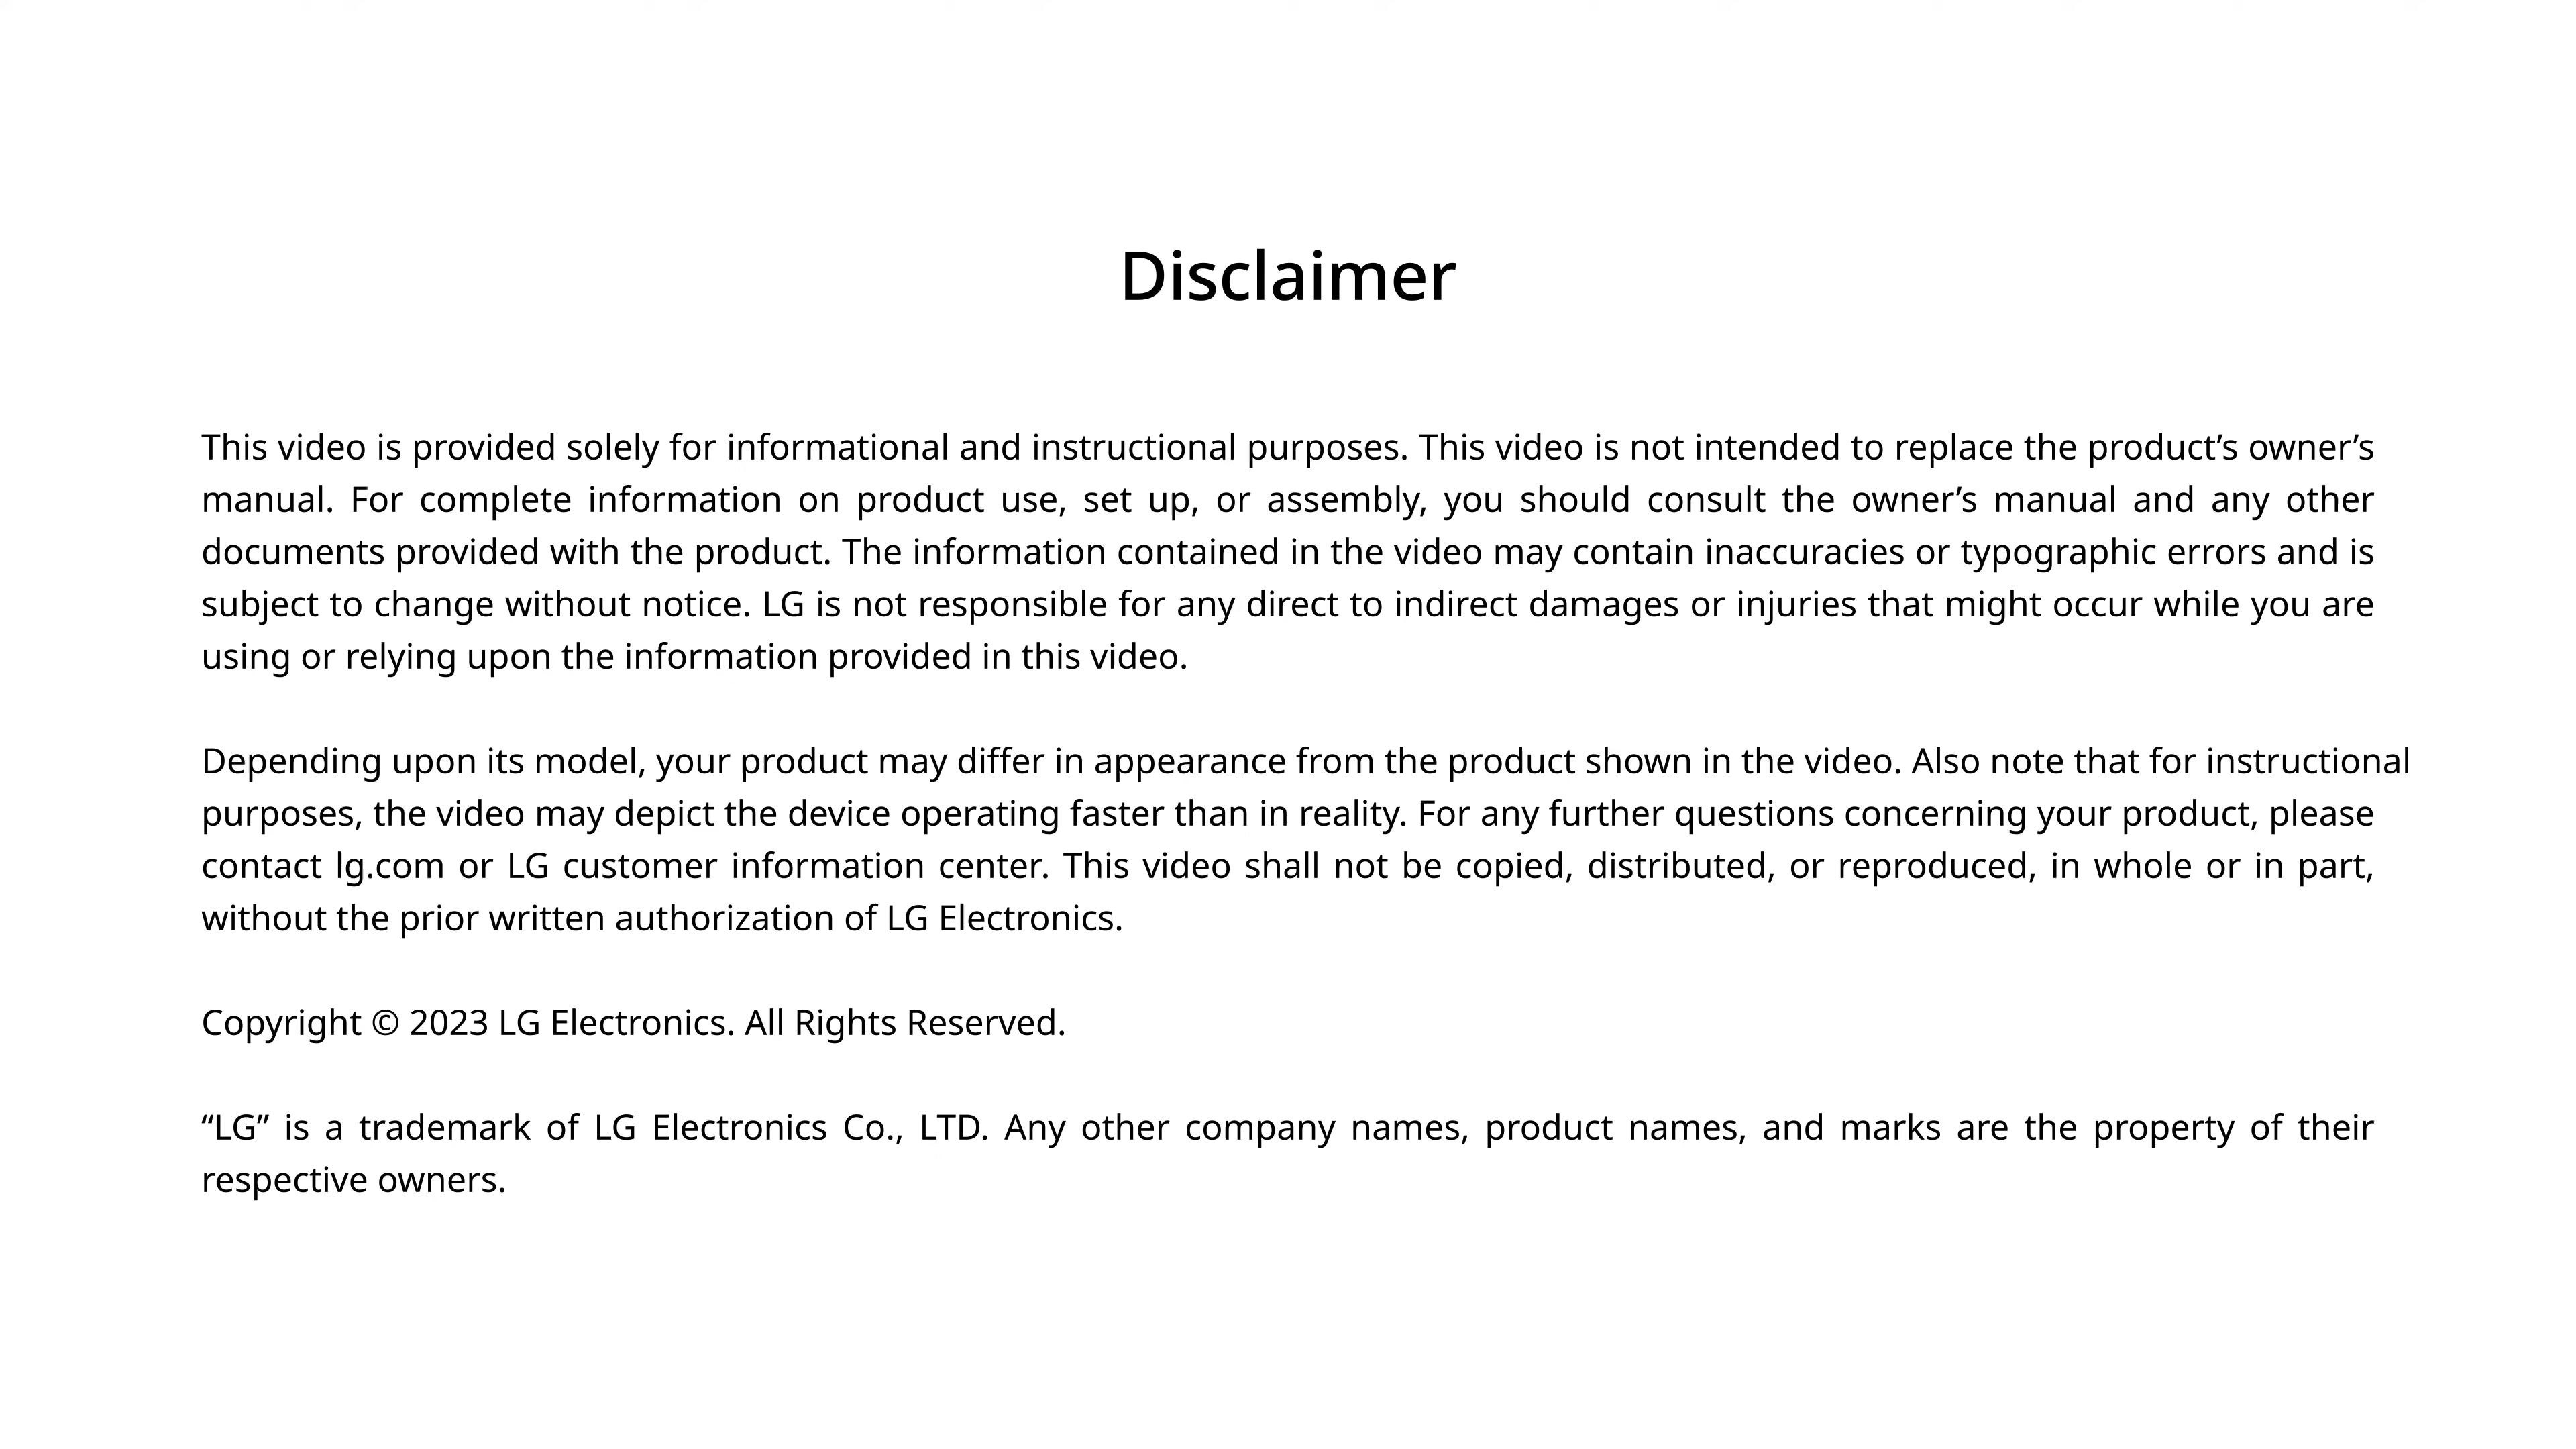 Disclaimer
This video is provided solely for informational and instructional purposes. This video is not intended to replace the product’s owner’s
manual. For complete information on product use, set up, or assembly, you should consult the owner’s manual and any other
documents provided with the product. The information contained in the video may contain inaccuracies or typographic errors and is
subject to change without notice. LG is not responsible for any direct to indirect damages or injuries that might occur while you are
using or relying upon the information provided in this video.
Depending upon its model, your product may differ in appearance from the product shown in the video. Also note that for instructional
purposes, the video may depict the device operating faster than in reality. For any further questions concerning your product, please
contact lg.com or LG customer information center. This video shall not be copied, distributed, or reproduced, in whole or in part,
without the prior written authorization of LG Electronics.
Copyright © 2023 LG Electronics. All Rights Reserved.
“LG” is a trademark of LG Electronics Co., LTD. Any other company names, product names, and marks are the property of their
respective owners.